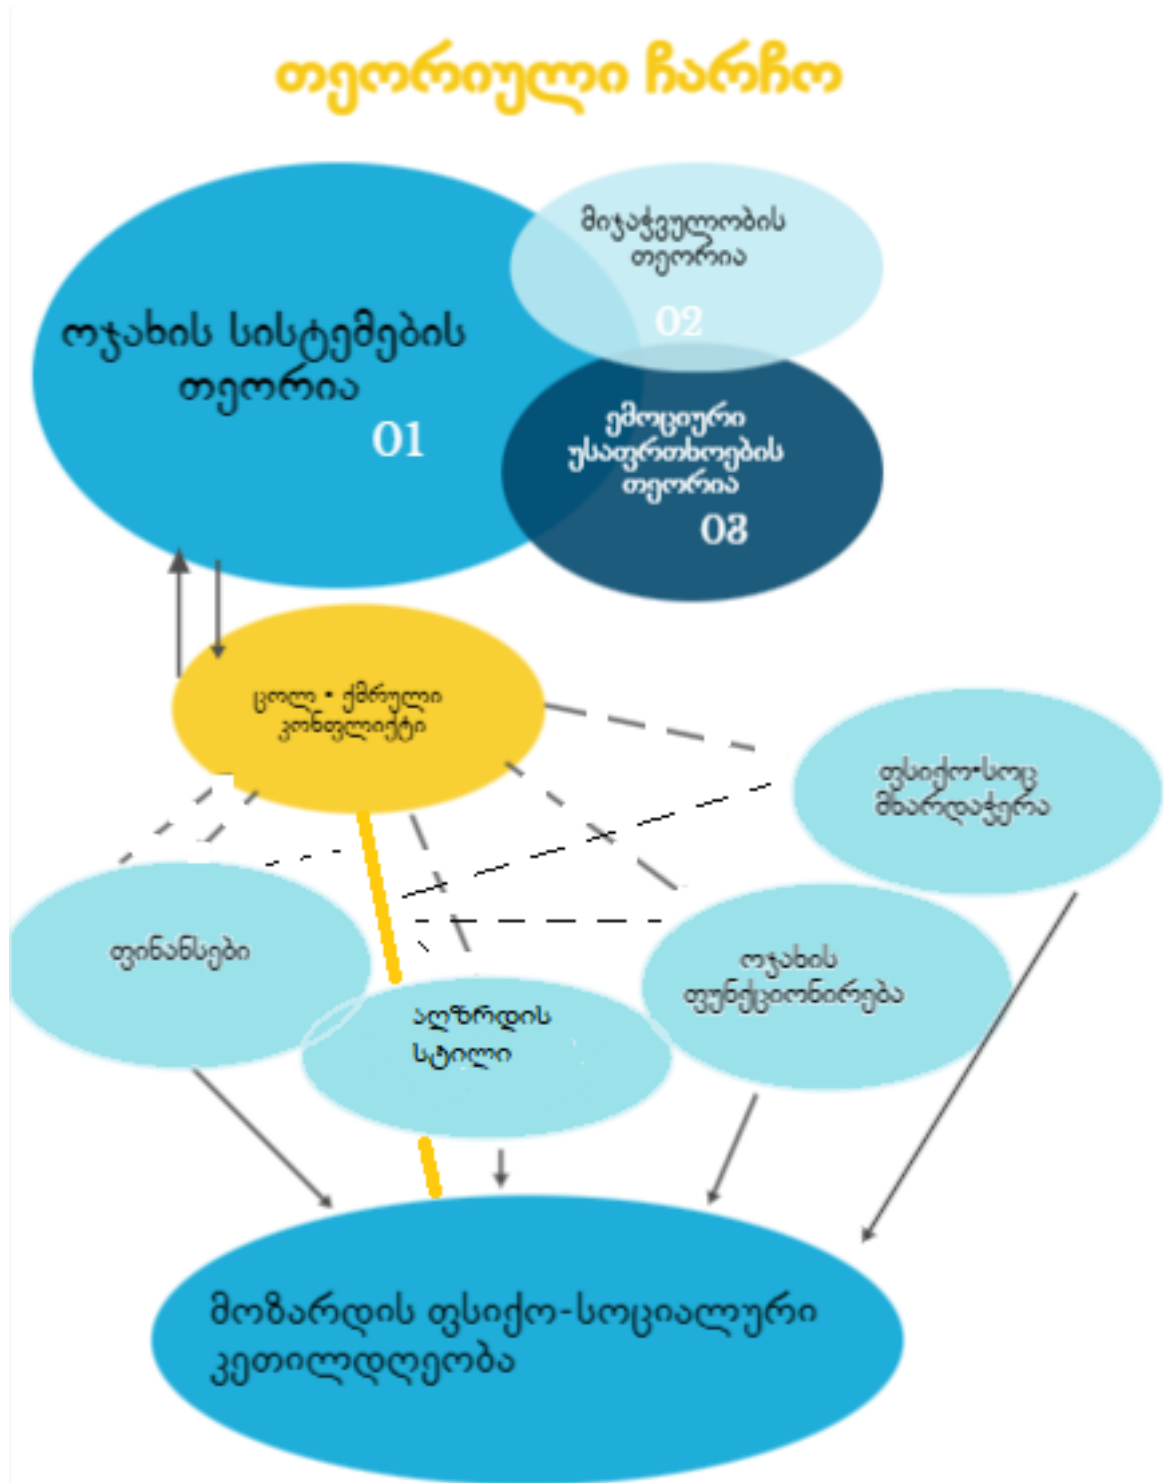 თეორიული ჩარჩო
მიჯაჭვულობის
თეორია
02
ოჯახის სისტემების
თეორია
01
ემოციური
უსაფრთხოების
თეორია
03
ცოლ - ქმრული
კონფლიქტი
ფსიქო-სოც
მხარდაჭერა
ფინანსები
ოჯახის
ფუნქციონირება
აღზრდის
სტილი
მოზარდის ფსიქო-სოციალური
კეთილდღეობა